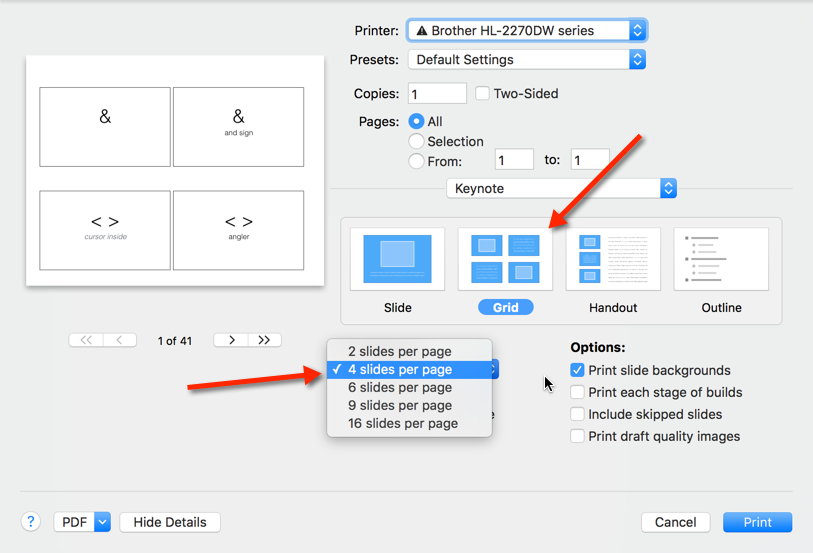 Printer: Brother HL-2270DW series
Presets: Default Settings
Copies: 1 Two-Sided
Pages: All
Selection
From: 1 to: 1
Keynote
&
&
and sign
< >
cursor inside
< >
angler
Slide
Grid
Handout
Outline
<< < 1 of 41 > >>
2 slides per page
✓ 4 slides per page
6 slides per page
9 slides per page
16 slides per page
Options:
Print slide backgrounds
Print each stage of builds
Include skipped slides
Print draft quality images
? PDF Hide Details Cancel Print